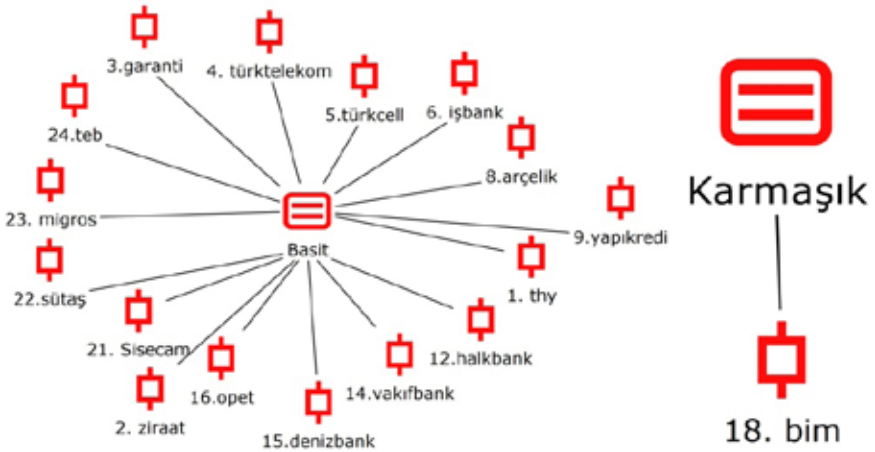 3.garanti
4. türktelekom
5.türkcell
6. işbank
24.teb
8.arçelik
Karmaşık
23. migros
9.yapıkredi
Basit
22.sütaş
1. thy
21. Sisecam
12.halkbank
16.opet
14.vakıfbank
2. ziraat
15.denizbank
18. bim